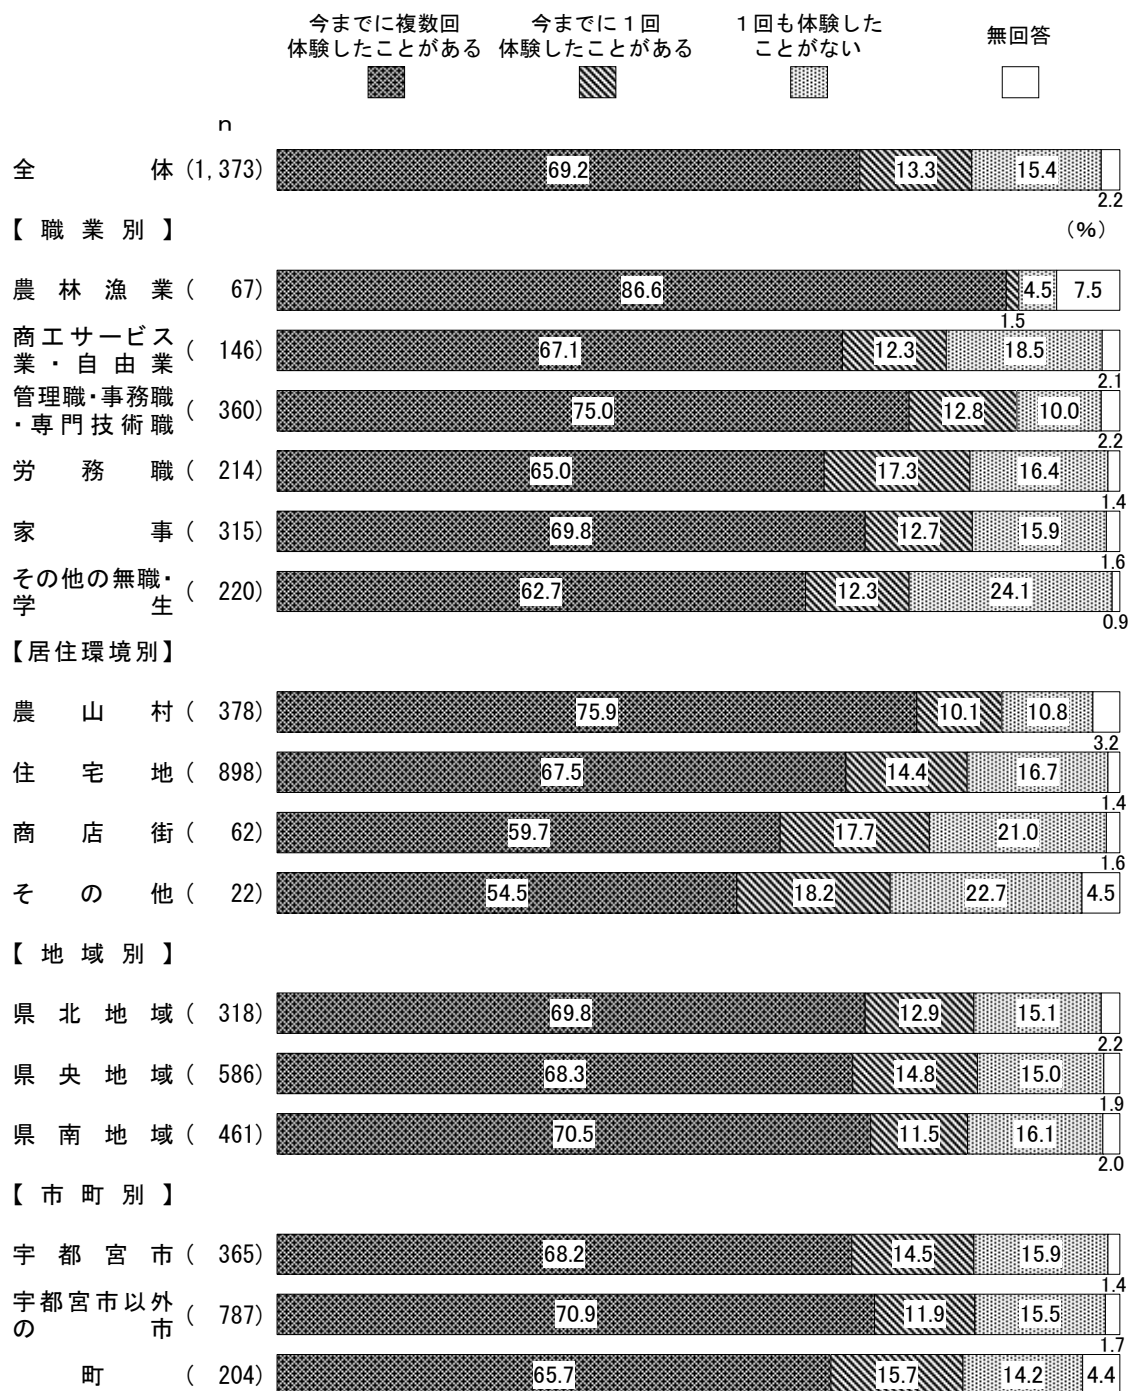 今までに複数回 今までに１回 １回も体験した 無回答
体験したことがある 体験したことがある ことがない
n
全体(1,373) 69.2 13.3 15.4
2.2
【職業別】 (%)
農林漁業( 67) 86.6 4.5 7.5
1.5
商工サービス
業・自由業( 146) 67.1 12.3 18.5
2.1
管理職・事務職
・専門技術職( 360) 75.0 12.8 10.0
2.2
労務職( 214) 65.0 17.3 16.4
1.4
家事( 315) 69.8 12.7 15.9
1.6
その他の無職・
学生( 220) 62.7 12.3 24.1
0.9
【居住環境別】
農山村( 378) 75.9 10.1 10.8
3.2
住宅地( 898) 67.5 14.4 16.7
1.4
商店街( 62) 59.7 17.7 21.0
1.6
その他( 22) 54.5 18.2 22.7 4.5
【地域別】
県北地域( 318) 69.8 12.9 15.1
2.2
県央地域( 586) 68.3 14.8 15.0
1.9
県南地域( 461) 70.5 11.5 16.1
2.0
【市町別】
宇都宮市( 365) 68.2 14.5 15.9
1.4
宇都宮市以外
の市( 787) 70.9 11.9 15.5
1.7
町( 204) 65.7 15.7 14.2 4.4